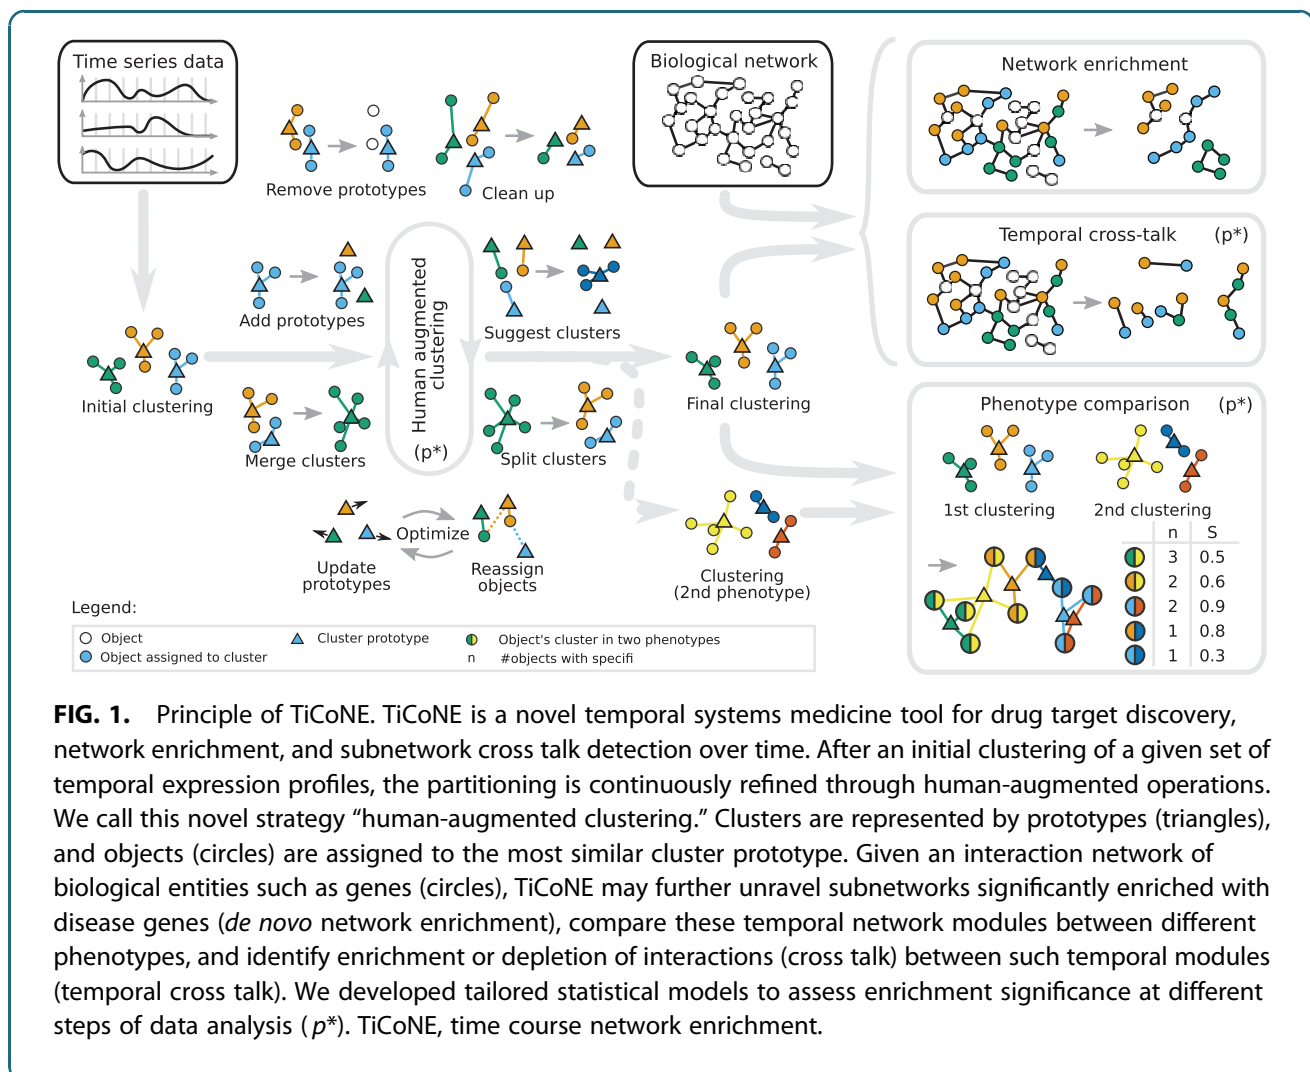 Time series data
Biological network
Network enrichment
Remove prototypes
Clean up
Temporal cross-talk (p*)
Add prototypes
Human augmented
clustering
(p*)
Suggest clusters
Initial clustering
Merge clusters
Split clusters
Final clustering
Phenotype comparison (p*)
1st clustering
2nd clustering
Optimize
Update
prototypes
Reassign
objects
Clustering
(2nd phenotype)
n S
3 0.5
2 0.6
2 0.9
1 0.8
1 0.3
Legend:
Object
Cluster prototype
Object's cluster in two phenotypes
Object assigned to cluster
n #objects with specifi
FIG. 1. Principle of TiCoNE. TiCoNE is a novel temporal systems medicine tool for drug target discovery,
network enrichment, and subnetwork cross talk detection over time. After an initial clustering of a given set of
temporal expression profiles, the partitioning is continuously refined through human-augmented operations.
We call this novel strategy “human-augmented clustering.” Clusters are represented by prototypes (triangles),
and objects (circles) are assigned to the most similar cluster prototype. Given an interaction network of
biological entities such as genes (circles), TiCoNE may further unravel subnetworks significantly enriched with
disease genes (de novo network enrichment), compare these temporal network modules between different
phenotypes, and identify enrichment or depletion of interactions (cross talk) between such temporal modules
(temporal cross talk). We developed tailored statistical models to assess enrichment significance at different
steps of data analysis (p*). TiCoNE, time course network enrichment.